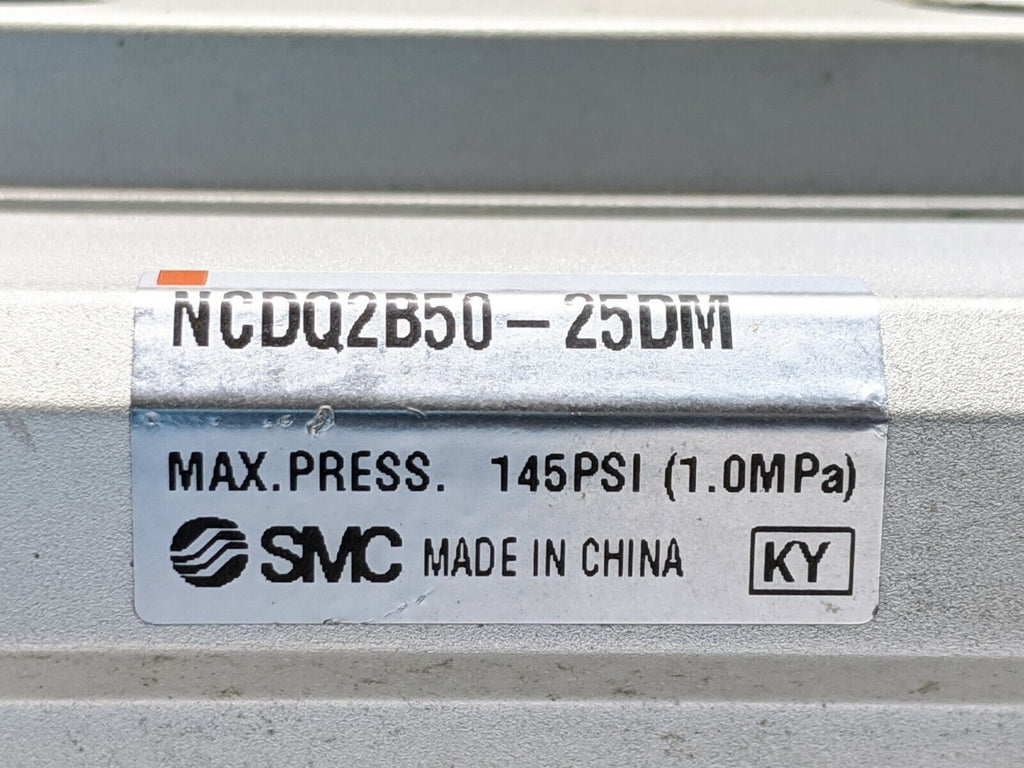 NCDQ2B50-25DM
MAX.PRESS. 145PSI (1.0MPa)
SMC MADE IN CHINA KY